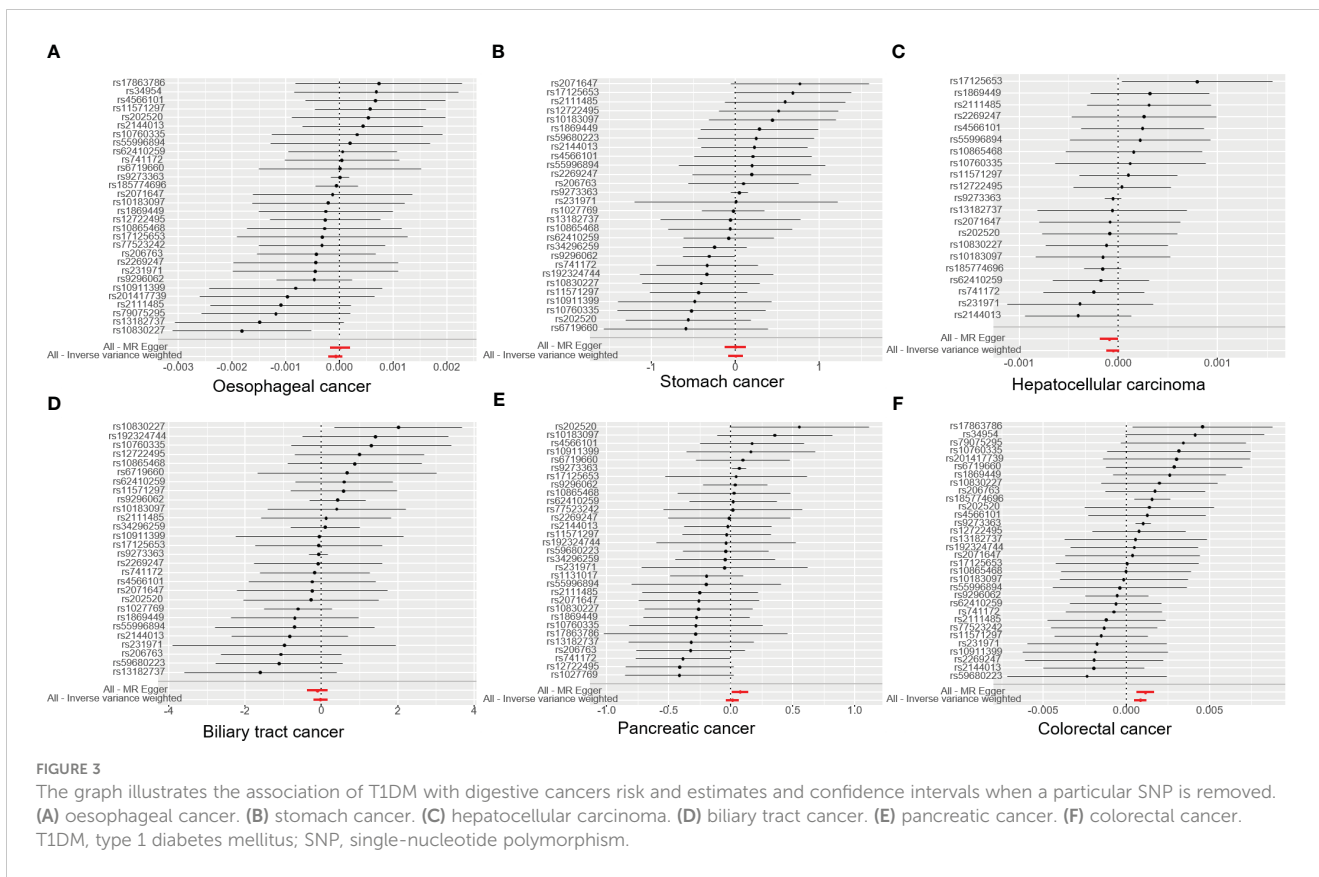 A
rs17863786
rs34954
rs4566101
rs11571297
rs202520
rs2144013
rs10760335
rs55996894
rs62410259
rs741172
rs6719660
rs9273363
rs185774696
rs2071647
rs10183097
rs1869449
rs12722495
rs10865468
rs17125653
rs77523242
rs206763
rs2269247
rs231971
rs9296062
rs10911399
rs201417739
rs2111485
rs79075295
rs13182737
rs10830227
All - MR Egger
All - Inverse variance weighted
-0.003 -0.002 -0.001 0.000 0.001 0.002
Oesophageal cancer
B
rs2071647
rs17125653
rs2111485
rs12722495
rs10183097
rs1869449
rs59680223
rs2144013
rs4566101
rs55996894
rs2269247
rs206763
rs9273363
rs231971
rs1027769
rs13182737
rs10865468
rs62410259
rs34296259
rs9296062
rs741172
rs192324744
rs10830227
rs11571297
rs10911399
rs10760335
rs202520
rs6719660
All - MR Egger
All - Inverse variance weighted
-1 0 1
Stomach cancer
C
rs17125653
rs1869449
rs2111485
rs2269247
rs4566101
rs55996894
rs10865468
rs10760335
rs11571297
rs12722495
rs9273363
rs13182737
rs2071647
rs202520
rs10830227
rs10183097
rs185774696
rs62410259
rs741172
rs231971
rs2144013
All - MR Egger
All - Inverse variance weighted
-0.001 0.000 0.001
Hepatocellular carcinoma
D
rs10830227
rs192324744
rs10760335
rs12722495
rs10865468
rs6719660
rs62410259
rs11571297
rs9296062
rs10183097
rs2111485
rs34296259
rs10911399
rs17125653
rs9273363
rs2269247
rs741172
rs4566101
rs2071647
rs202520
rs1027769
rs1869449
rs55996894
rs2144013
rs231971
rs206763
rs59680223
rs13182737
All - MR Egger
All - Inverse variance weighted
-4 -2 0 2 4
Biliary tract cancer
E
rs202520
rs10183097
rs4566101
rs10911399
rs6719660
rs9273363
rs17125653
rs9296062
rs10865468
rs62410259
rs77523242
rs2269247
rs2144013
rs11571297
rs192324744
rs59680223
rs34296259
rs231971
rs1131017
rs55996894
rs2111485
rs2071647
rs10830227
rs1869449
rs10760335
rs17863786
rs13182737
rs206763
rs741172
rs12722495
rs1027769
All - MR Egger
All - Inverse variance weighted
-1.0 -0.5 0.0 0.5 1.0
Pancreatic cancer
F
rs17863786
rs34954
rs79075295
rs10760335
rs201417739
rs6719660
rs1869449
rs10830227
rs206763
rs185774696
rs202520
rs4566101
rs9273363
rs12722495
rs13182737
rs192324744
rs2071647
rs17125653
rs10865468
rs10183097
rs55996894
rs9296062
rs62410259
rs741172
rs2111485
rs77523242
rs11571297
rs231971
rs10911399
rs2269247
rs2144013
rs59680223
All - MR Egger
All - Inverse variance weighted
-0.005 0.000 0.005
Colorectal cancer
FIGURE 3
The graph illustrates the association of T1DM with digestive cancers risk and estimates and confidence intervals when a particular SNP is removed.
(A) oesophageal cancer. (B) stomach cancer. (C) hepatocellular carcinoma. (D) biliary tract cancer. (E) pancreatic cancer. (F) colorectal cancer.
T1DM, type 1 diabetes mellitus; SNP, single-nucleotide polymorphism.